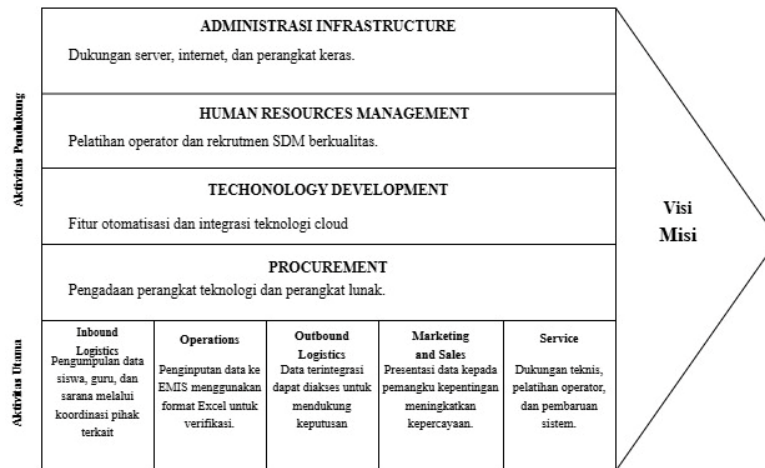 ADMINISTRASI INFRASTRUCTURE
Dukungan server, internet, dan perangkat keras.
HUMAN RESOURCES MANAGEMENT
Pelatihan operator dan rekrutmen SDM berkualitas.
TECHONOLOGY DEVELOPMENT
Fitur otomatisasi dan integrasi teknologi cloud
PROCUREMENT
Pengadaan perangkat teknologi dan perangkat lunak.
Aktivitas Pendukung
Aktivitas Utama
Inbound
Logistics
Pengumpulan data
siswa, guru, dan
sarana melalui
koordinasi pihak
terkait
Operations
Penginputan data ke
EMIS menggunakan
format Excel untuk
verifikasi.
Outbound
Logistics
Data terintegrasi
dapat diakses untuk
mendukung
keputusan
Marketing
and Sales
Presentasi data kepada
pemangku kepentingan
meningkatkan
kepercayaan.
Service
Dukungan teknis,
pelatihan operator,
dan pembaruan
sistem.
Visi
Misi